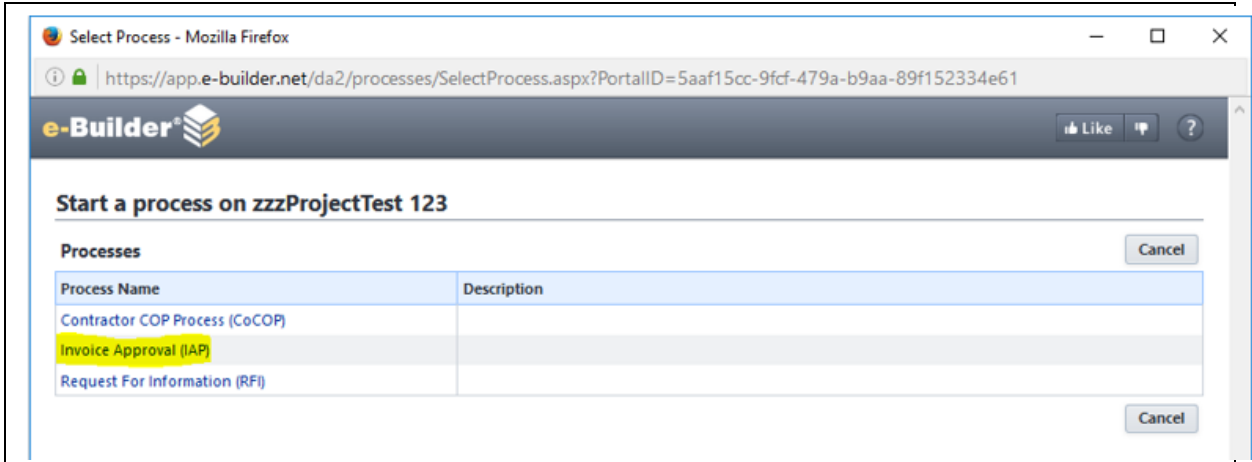 Select Process - Mozilla Firefox
https://app.e-builder.net/da2/processes/SelectProcess.aspx?PortalID=5aaf15cc-9fcf-479a-b9aa-89f152334e61
e-Builder®
Like
?
Start a process on zzzProjectTest 123
Processes
Cancel
Process Name Description
Contractor COP Process (CoCOP)
Invoice Approval (IAP)
Request For Information (RFI)
Cancel